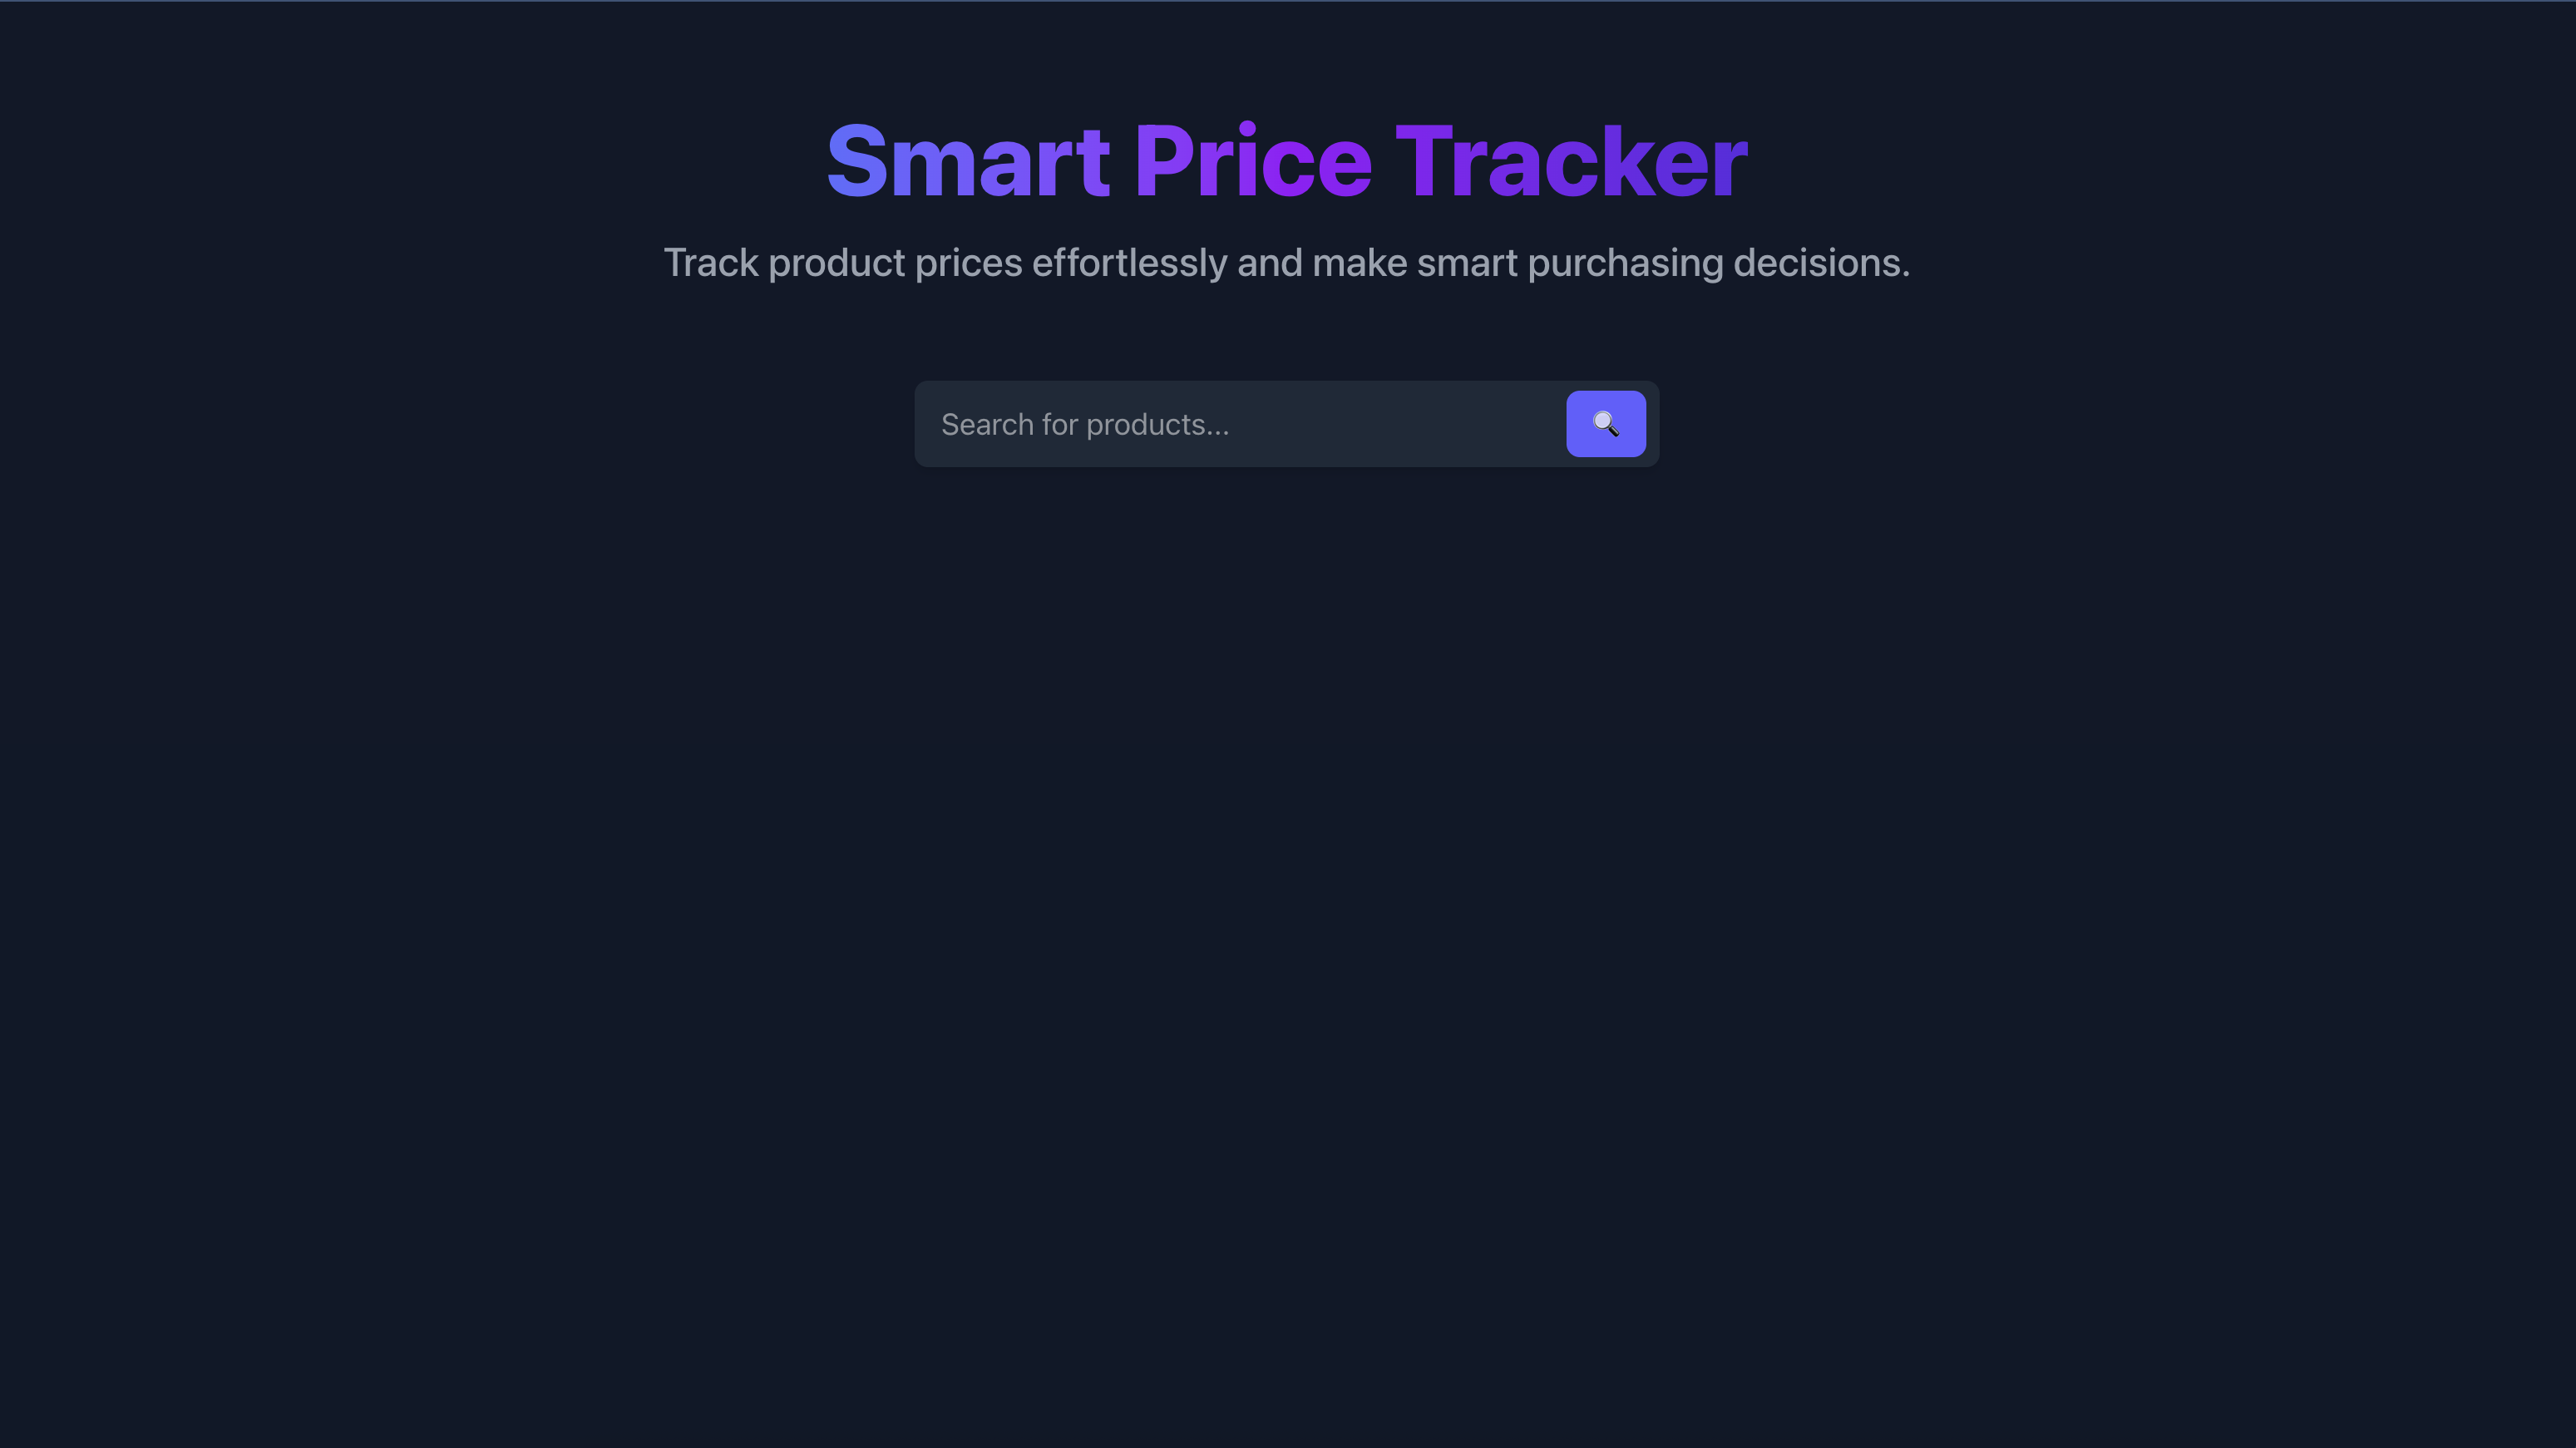 Smart Price Tracker
Track product prices effortlessly and make smart purchasing decisions.
Search for products...